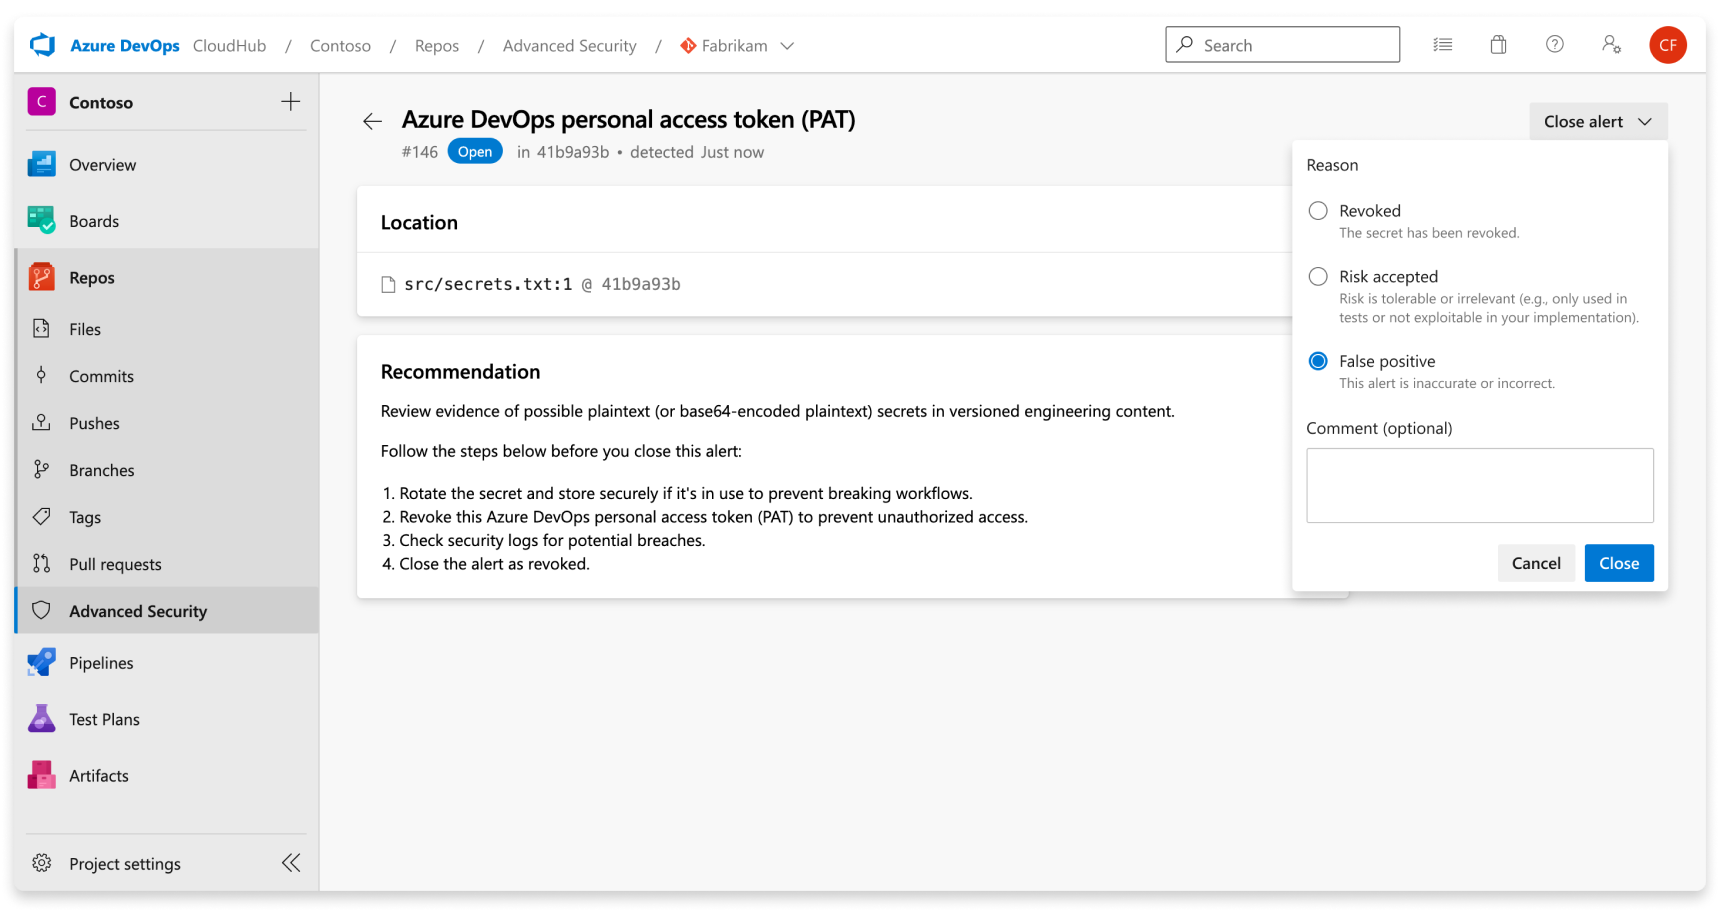 Azure DevOps CloudHub / Contoso / Repos / Advanced Security / Fabrikam
Search
CF
C Contoso
Overview
Boards
Repos
Files
Commits
Pushes
Branches
Tags
Pull requests
Advanced Security
Pipelines
Test Plans
Artifacts
Project settings
Azure DevOps personal access token (PAT)
#146 Open in 41b9a93b • detected Just now
Location
src/secrets.txt:1 @ 41b9a93b
Recommendation
Review evidence of possible plaintext (or base64-encoded plaintext) secrets in versioned engineering content.
Follow the steps below before you close this alert:
1. Rotate the secret and store securely if it's in use to prevent breaking workflows.
2. Revoke this Azure DevOps personal access token (PAT) to prevent unauthorized access.
3. Check security logs for potential breaches.
4. Close the alert as revoked.
Close alert
Reason
Revoked
The secret has been revoked.
Risk accepted
Risk is tolerable or irrelevant (e.g., only used in
tests or not exploitable in your implementation).
False positive
This alert is inaccurate or incorrect.
Comment (optional)
Cancel
Close